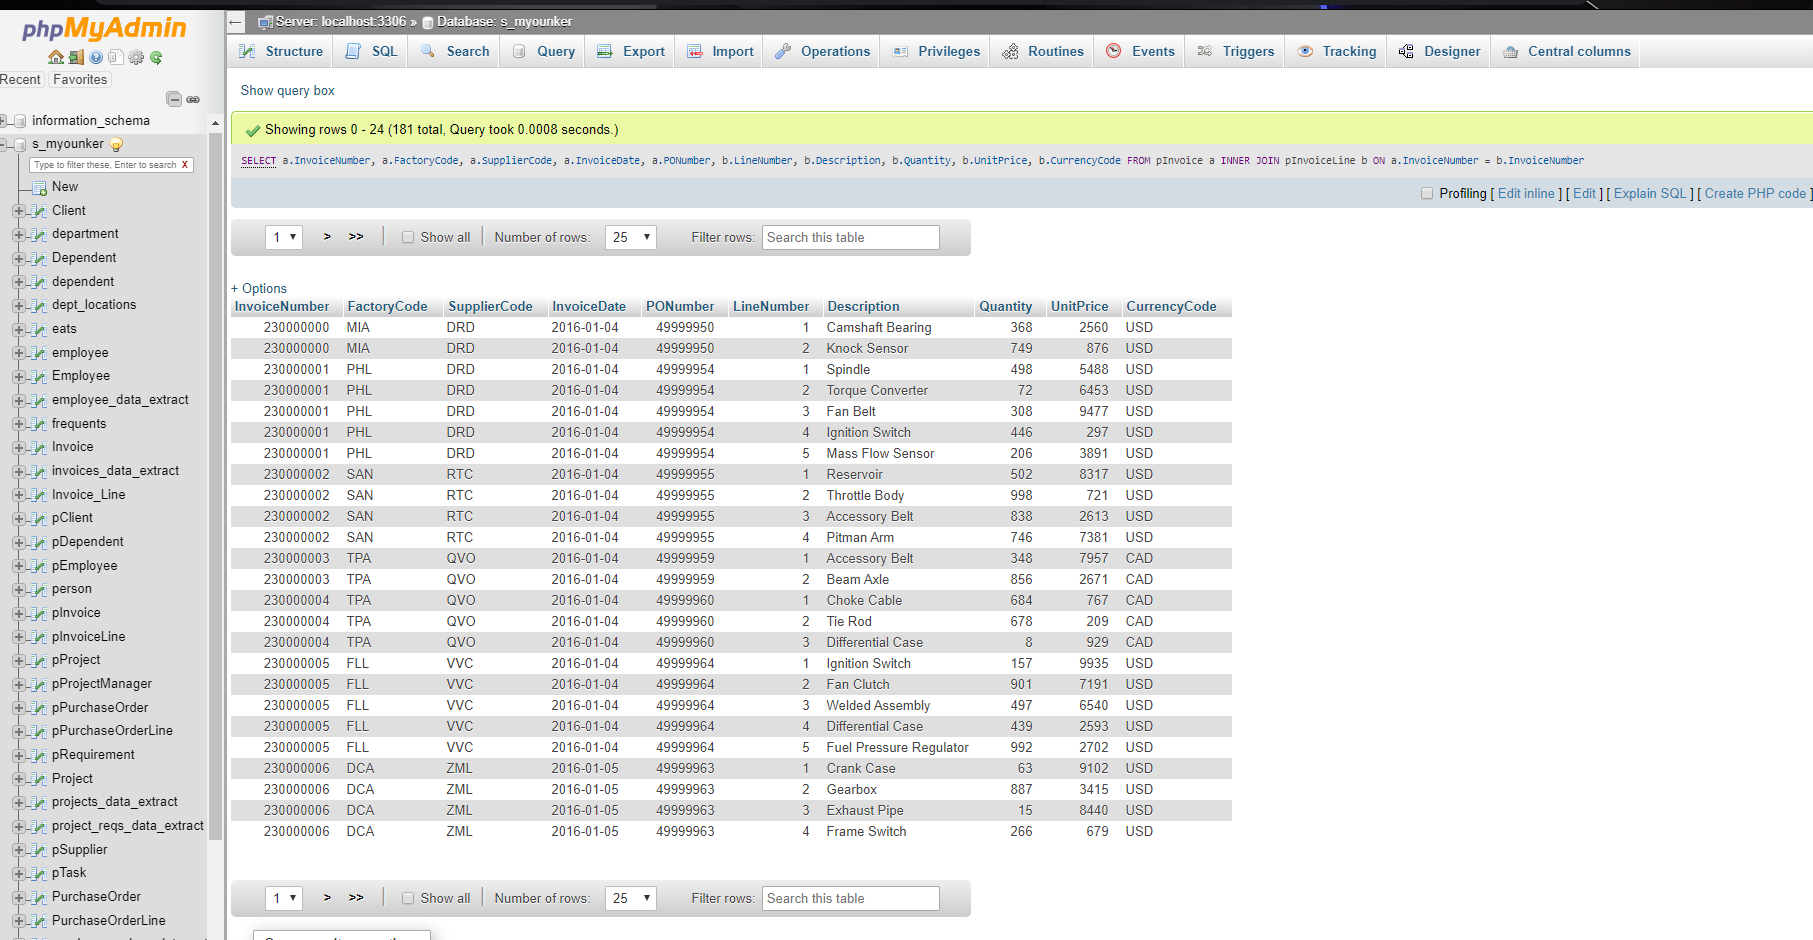 phpMyAdmin
Recent Favorites
information_schema
s_myounker
Type to filter these, Enter to search X
New
Client
department
Dependent
dependent
dept_locations
eats
employee
Employee
employee_data_extract
frequents
Invoice
invoices_data_extract
Invoice_Line
pClient
pDependent
pEmployee
person
pInvoice
pInvoiceLine
pProject
pProjectManager
pPurchaseOrder
pPurchaseOrderLine
pRequirement
Project
projects_data_extract
project_reqs_data_extract
pSupplier
pTask
PurchaseOrder
PurchaseOrderLine
Server: localhost:3306 » Database: s_myounker
Structure SQL Search Query Export Import Operations Privileges Routines Events Triggers Tracking Designer Central columns
Show query box
Showing rows 0 - 24 (181 total, Query took 0.0008 seconds.)
SELECT a.InvoiceNumber, a.FactoryCode, a.SupplierCode, a.InvoiceDate, a.PONumber, b.LineNumber, b.Description, b.Quantity, b.UnitPrice, b.CurrencyCode FROM pInvoice a INNER JOIN pInvoiceLine b ON a.InvoiceNumber = b.InvoiceNumber
Profiling [ Edit inline ] [ Edit ] [ Explain SQL ] [ Create PHP code ]
1 > >> Show all Number of rows: 25 Filter rows: Search this table
+ Options
InvoiceNumber FactoryCode SupplierCode InvoiceDate PONumber LineNumber Description Quantity UnitPrice CurrencyCode
230000000 MIA DRD 2016-01-04 49999950 1 Camshaft Bearing 368 2560 USD
230000000 MIA DRD 2016-01-04 49999950 2 Knock Sensor 749 876 USD
230000001 PHL DRD 2016-01-04 49999954 1 Spindle 498 5488 USD
230000001 PHL DRD 2016-01-04 49999954 2 Torque Converter 72 6453 USD
230000001 PHL DRD 2016-01-04 49999954 3 Fan Belt 308 9477 USD
230000001 PHL DRD 2016-01-04 49999954 4 Ignition Switch 446 297 USD
230000001 PHL DRD 2016-01-04 49999954 5 Mass Flow Sensor 206 3891 USD
230000002 SAN RTC 2016-01-04 49999955 1 Reservoir 502 8317 USD
230000002 SAN RTC 2016-01-04 49999955 2 Throttle Body 998 721 USD
230000002 SAN RTC 2016-01-04 49999955 3 Accessory Belt 838 2613 USD
230000002 SAN RTC 2016-01-04 49999955 4 Pitman Arm 746 7381 USD
230000003 TPA QVO 2016-01-04 49999959 1 Accessory Belt 348 7957 CAD
230000003 TPA QVO 2016-01-04 49999959 2 Beam Axle 856 2671 CAD
230000004 TPA QVO 2016-01-04 49999960 1 Choke Cable 684 767 CAD
230000004 TPA QVO 2016-01-04 49999960 2 Tie Rod 678 209 CAD
230000004 TPA QVO 2016-01-04 49999960 3 Differential Case 8 929 CAD
230000005 FLL VVC 2016-01-04 49999964 1 Ignition Switch 157 9935 USD
230000005 FLL VVC 2016-01-04 49999964 2 Fan Clutch 901 7191 USD
230000005 FLL VVC 2016-01-04 49999964 3 Welded Assembly 497 6540 USD
230000005 FLL VVC 2016-01-04 49999964 4 Differential Case 439 2593 USD
230000005 FLL VVC 2016-01-04 49999964 5 Fuel Pressure Regulator 992 2702 USD
230000006 DCA ZML 2016-01-05 49999963 1 Crank Case 63 9102 USD
230000006 DCA ZML 2016-01-05 49999963 2 Gearbox 887 3415 USD
230000006 DCA ZML 2016-01-05 49999963 3 Exhaust Pipe 15 8440 USD
230000006 DCA ZML 2016-01-05 49999963 4 Frame Switch 266 679 USD
1 > >> Show all Number of rows: 25 Filter rows: Search this table